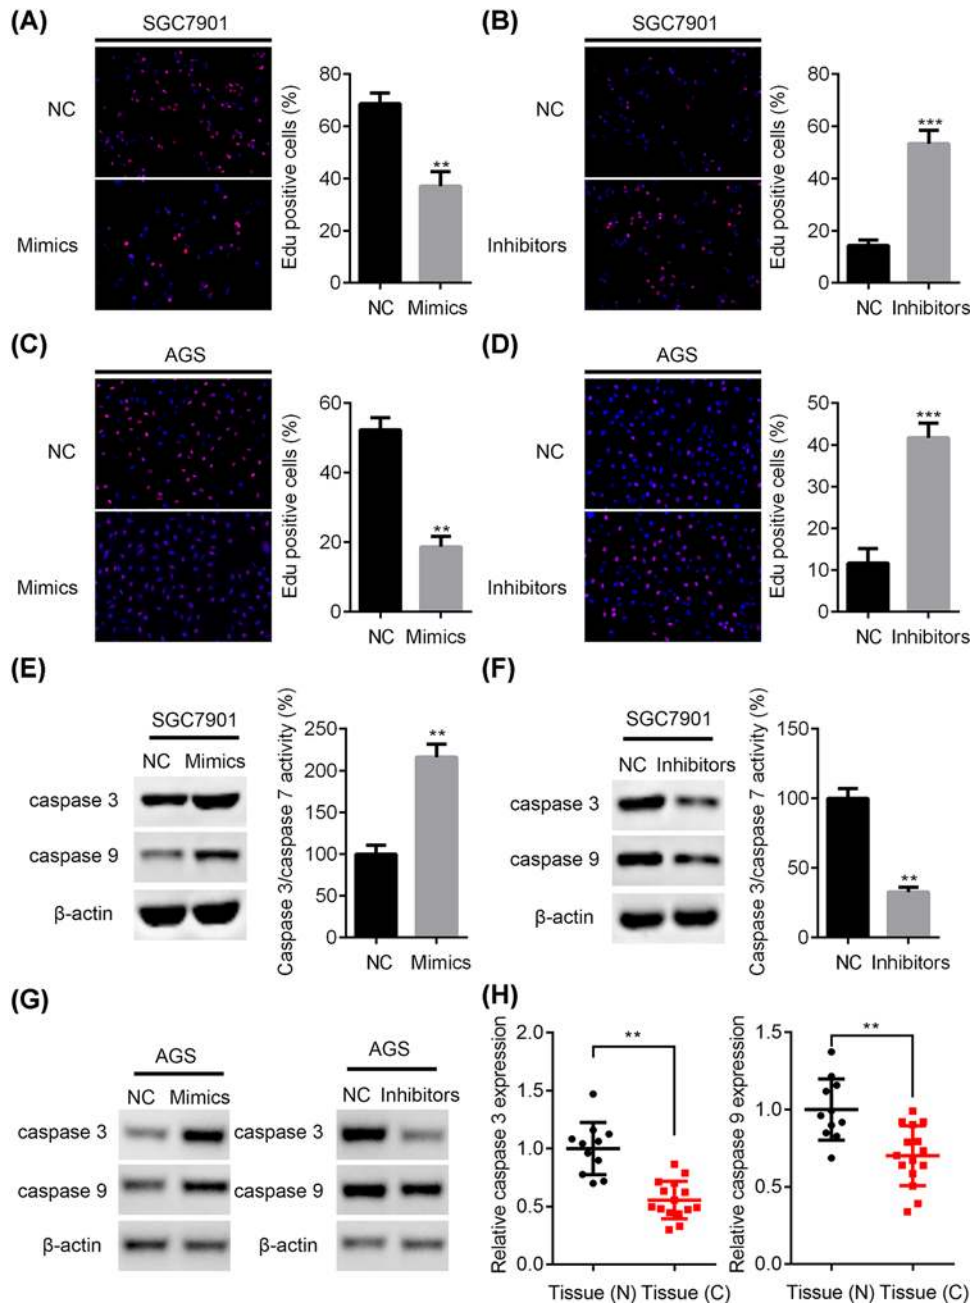 (A)
SGC7901
NC
Mimics
Edu positive cells (%)
80
60
40
20
0
**
NC Mimics
(B)
SGC7901
NC
Inhibitors
Edu positive cells (%)
80
60
40
20
0
***
NC Inhibitors
(C)
AGS
NC
Mimics
Edu positive cells (%)
60
40
20
0
**
NC Mimics
(D)
AGS
NC
Inhibitors
Edu positive cells (%)
50
40
30
20
10
0
***
NC Inhibitors
(E)
SGC7901
NC Mimics
caspase 3
caspase 9
β-actin
Caspase 3/caspase 7 activity (%)
250
200
150
100
50
0
**
NC Mimics
(F)
SGC7901
NC Inhibitors
caspase 3
caspase 9
β-actin
Caspase 3/caspase 7 activity (%)
150
100
50
0
**
NC Inhibitors
(G)
AGS
NC Mimics
caspase 3
caspase 9
β-actin
AGS
NC Inhibitors
caspase 3
caspase 9
β-actin
(H)
Relative caspase 3 expression
2.0
1.5
1.0
0.5
0.0
**
Tissue (N) Tissue (C)
Relative caspase 9 expression
1.5
1.0
0.5
0.0
**
Tissue (N) Tissue (C)